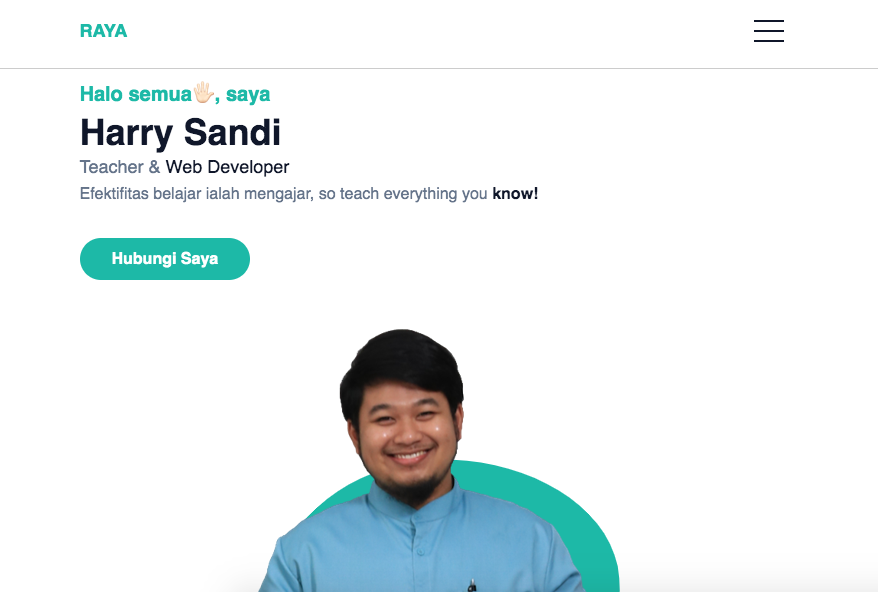 RAYA
Halo semua🖐🏻, saya
Harry Sandi
Teacher & Web Developer
Efektifitas belajar ialah mengajar, so teach everything you know!
Hubungi Saya